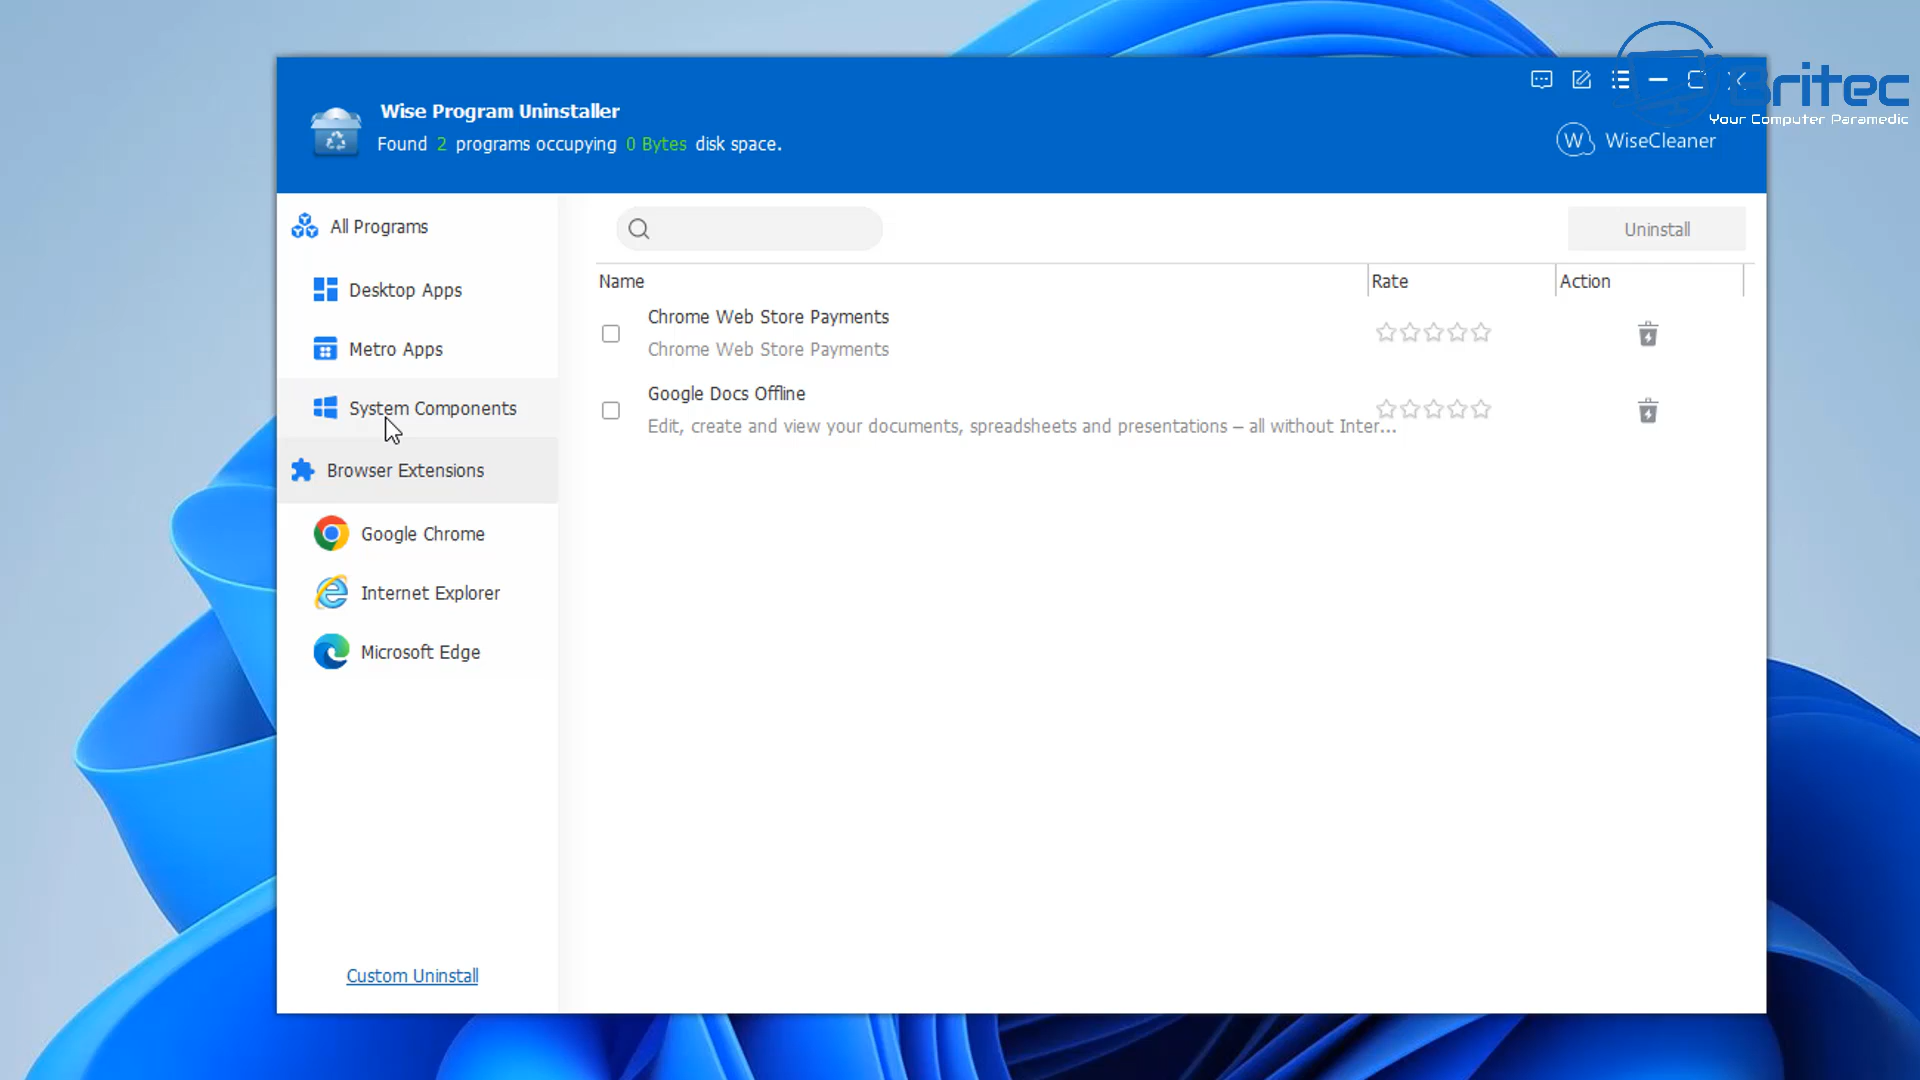 Britec
Your Computer Paramedic
Wise Program Uninstaller
Found 2 programs occupying 0 Bytes disk space.
W WiseCleaner
All Programs
Desktop Apps
Metro Apps
System Components
Browser Extensions
Google Chrome
Internet Explorer
Microsoft Edge
Custom Uninstall
Uninstall
Name Rate Action
Chrome Web Store Payments
Chrome Web Store Payments
Google Docs Offline
Edit, create and view your documents, spreadsheets and presentations – all without Inter...